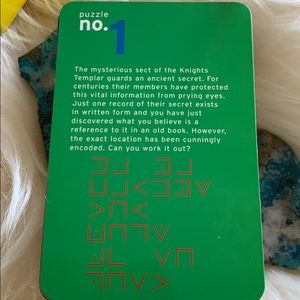 puzzle
no.1
The mysterious sect of the Knights
Templar guards an ancient secret. For
centuries their members have protected
this vital information from prying eyes.
Just one record of their secret exists
in written form and you have just
discovered what you believe is a
reference to it in an old book. However,
the exact location has been cunningly
encoded. Can you work it out?